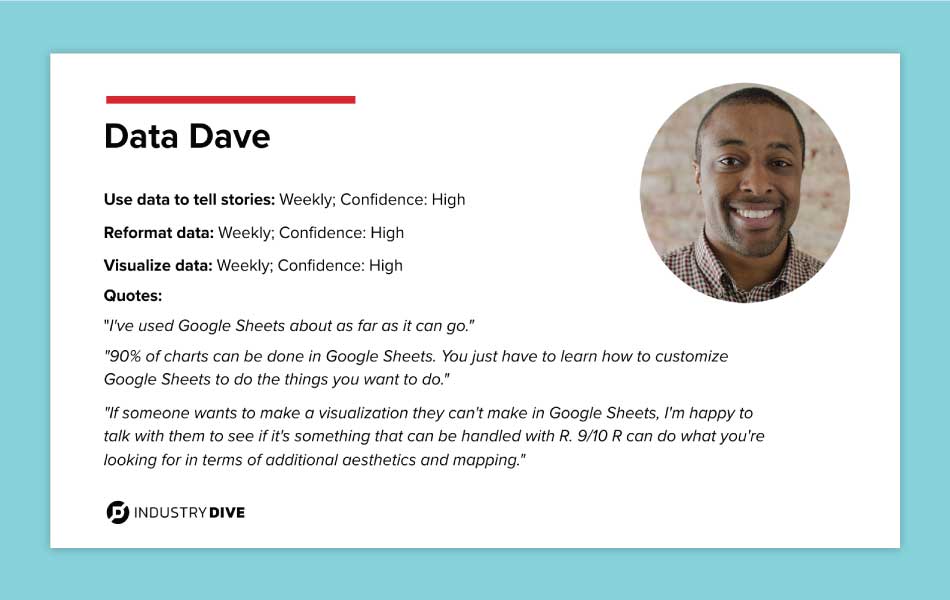 Data Dave
Use data to tell stories: Weekly; Confidence: High
Reformat data: Weekly; Confidence: High
Visualize data: Weekly; Confidence: High
Quotes:
"I've used Google Sheets about as far as it can go."
"90% of charts can be done in Google Sheets. You just have to learn how to customize
Google Sheets to do the things you want to do."
"If someone wants to make a visualization they can't make in Google Sheets, I'm happy to
talk with them to see if it's something that can be handled with R. 9/10 R can do what you're
looking for in terms of additional aesthetics and mapping."
INDUSTRY DIVE